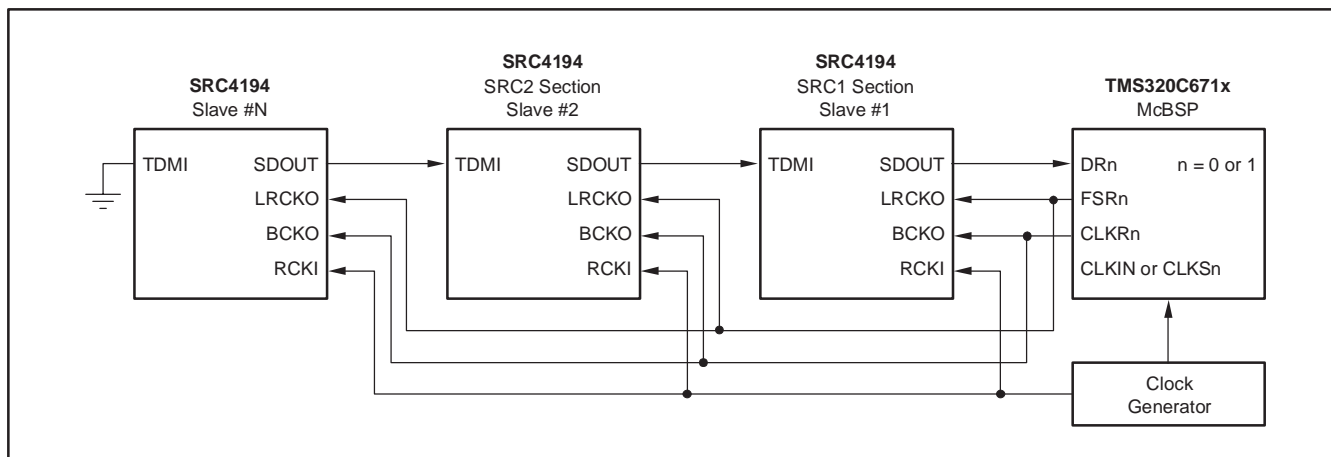 SRC4194
Slave #N
TDMI
SDOUT
LRCKO
BCKO
RCKI
SRC4194
SRC2 Section
Slave #2
TDMI
SDOUT
LRCKO
BCKO
RCKI
SRC4194
SRC1 Section
Slave #1
TDMI
SDOUT
LRCKO
BCKO
RCKI
TMS320C671x
McBSP
DRn
n = 0 or 1
FSRn
CLKRn
CLKIN or CLKSn
Clock
Generator